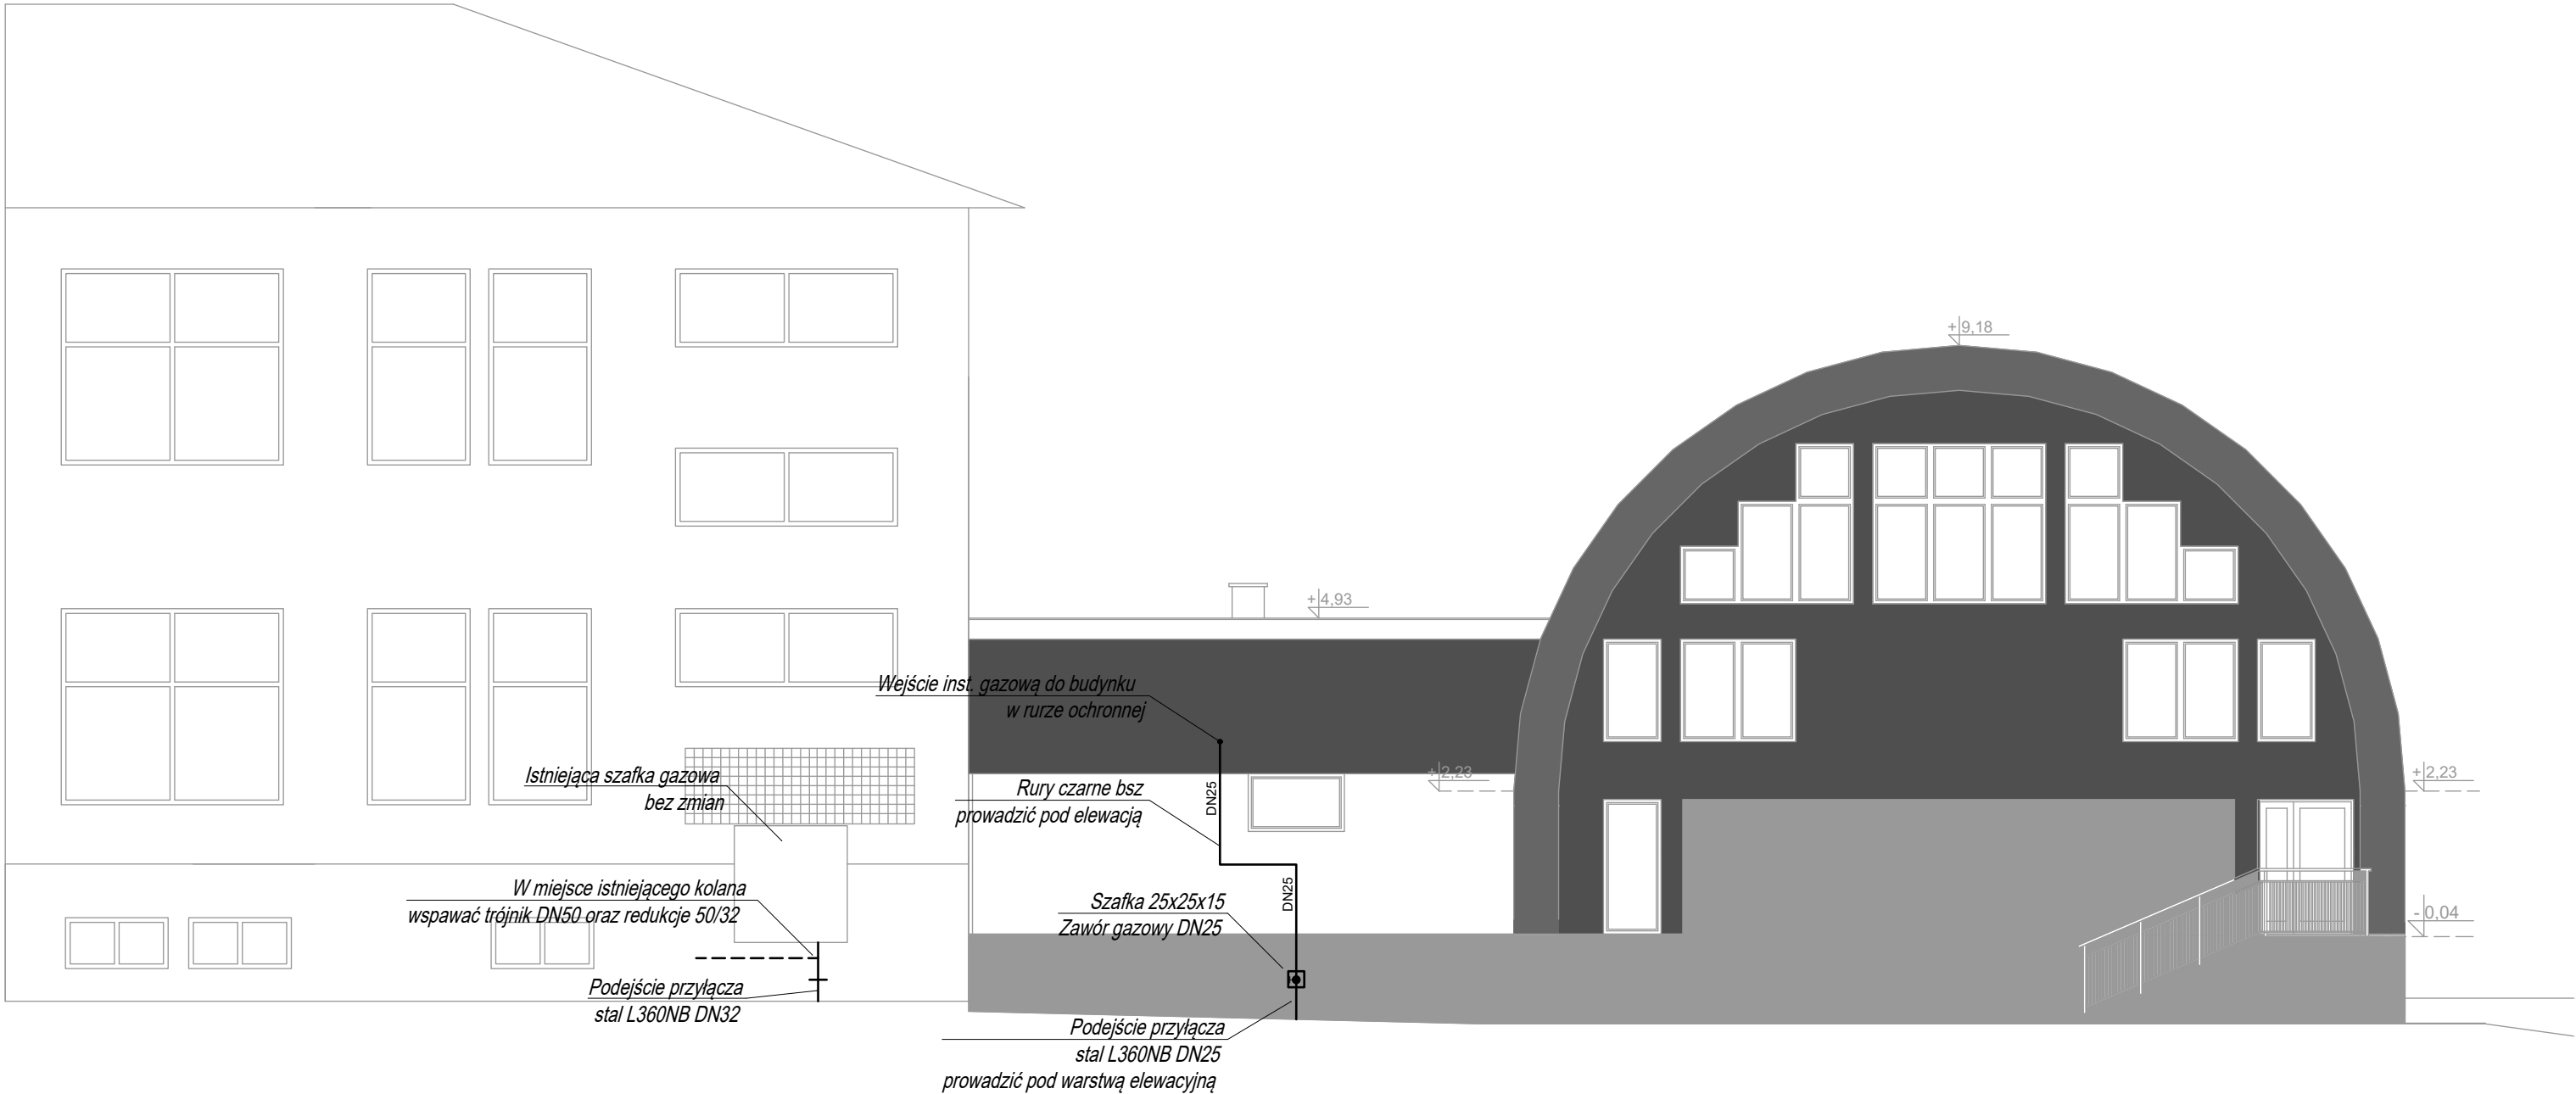 +9,18
+4,93
Wejście inst. gazową do budynku
w rurze ochronnej
Istniejąca szafka gazowa
bez zmian
Rury czarne bsz
prowadzić pod elewacją
DN25
+2,23
+2,23
W miejsce istniejącego kolana
wspawać trójnik DN50 oraz redukcje 50/32
DN25
Szafka 25x25x15
Zawór gazowy DN25
-0,04
Podejście przyłącza
stal L360NB DN32
Podejście przyłącza
stal L360NB DN25
prowadzić pod warstwą elewacyjną